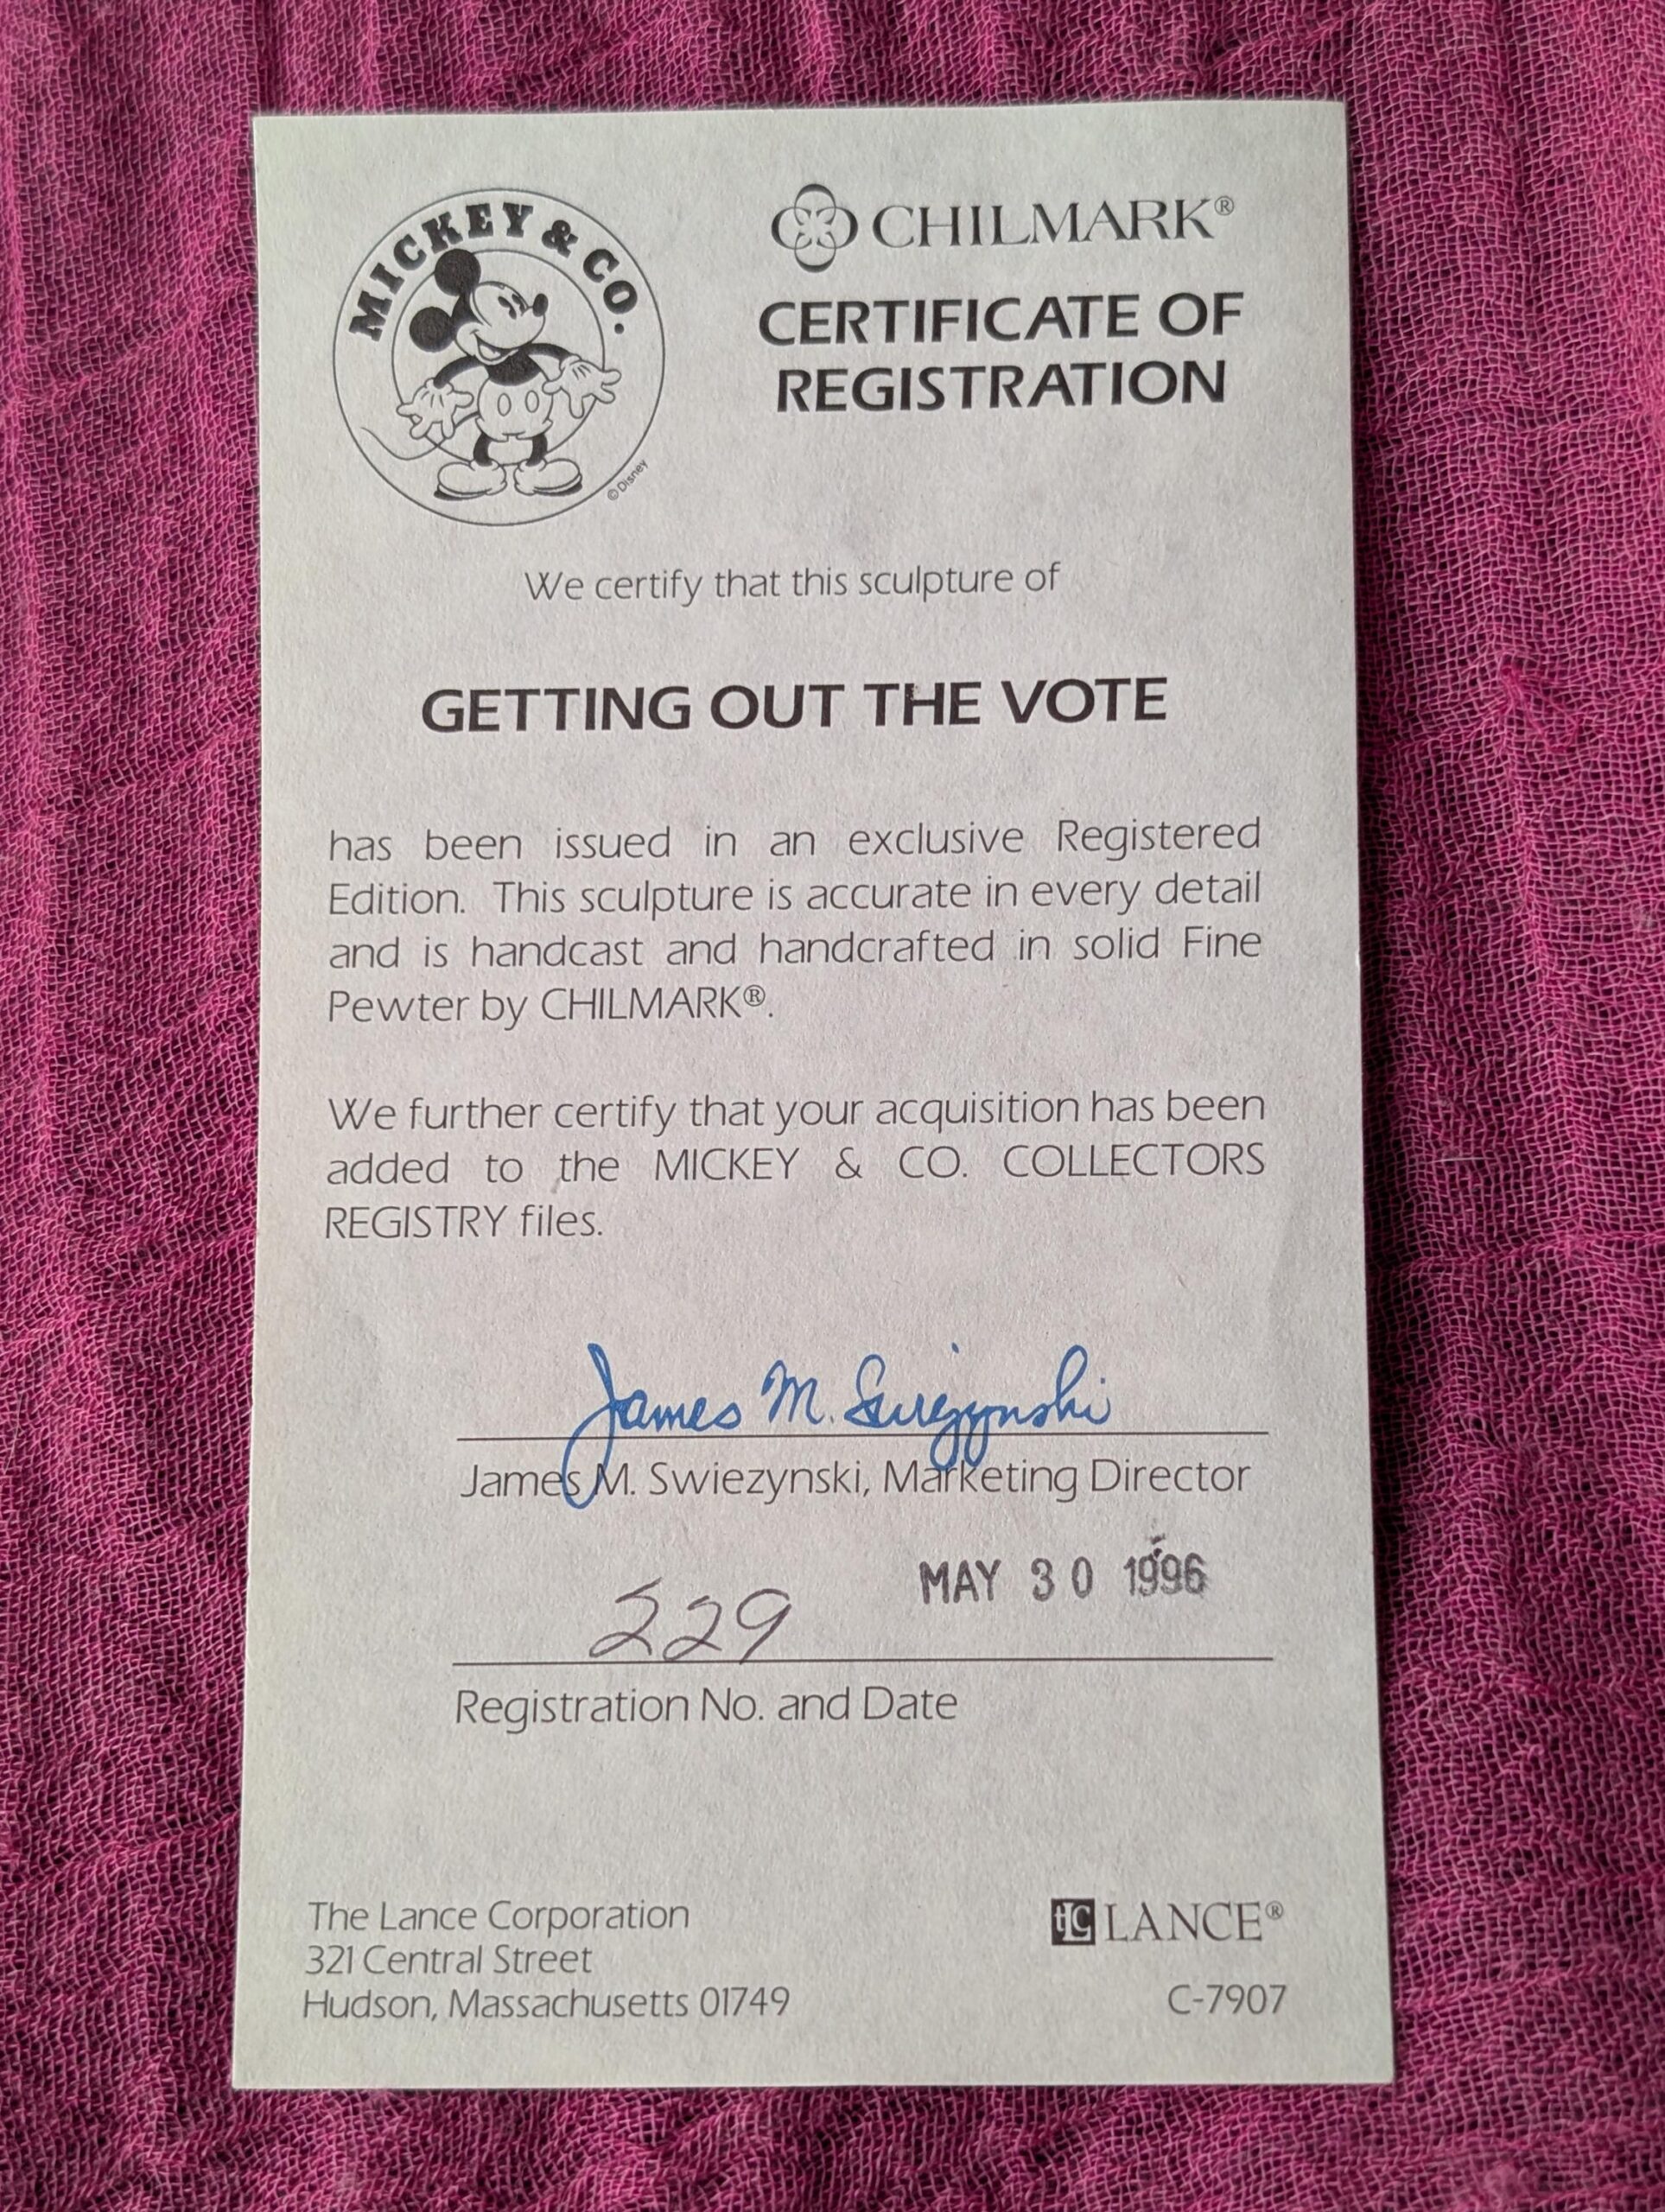 MICKEY & CO.
© Disney
CHILMARK®
CERTIFICATE OF
REGISTRATION
We certify that this sculpture of
GETTING OUT THE VOTE
has been issued in an exclusive Registered
Edition. This sculpture is accurate in every detail
and is handcast and handcrafted in solid Fine
Pewter by CHILMARK®.
We further certify that your acquisition has been
added to the MICKEY & CO. COLLECTORS
REGISTRY files.
James M. Swiezynski
James M. Swiezynski, Marketing Director
229 MAY 30 1996
Registration No. and Date
The Lance Corporation
321 Central Street
Hudson, Massachusetts 01749
tlC LANCE®
C-7907